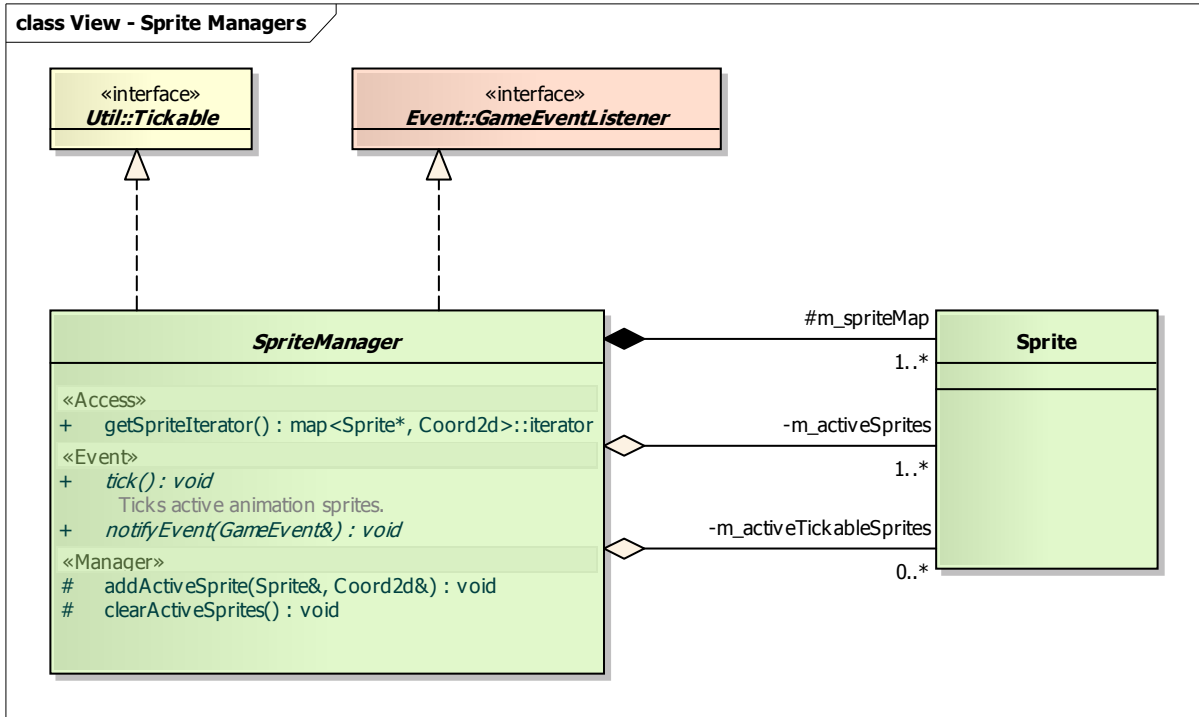 class View - Sprite Managers
«interface»
Util::Tickable
«interface»
Event::GameEventListener
SpriteManager
«Access»
+ getSpriteIterator() : map<Sprite*, Coord2d>::iterator
«Event»
+ tick() : void
Ticks active animation sprites.
+ notifyEvent(GameEvent&) : void
«Manager»
# addActiveSprite(Sprite&, Coord2d&) : void
# clearActiveSprites() : void
#m_spriteMap
1..*
-m_activeSprites
1..*
-m_activeTickableSprites
0..*
Sprite